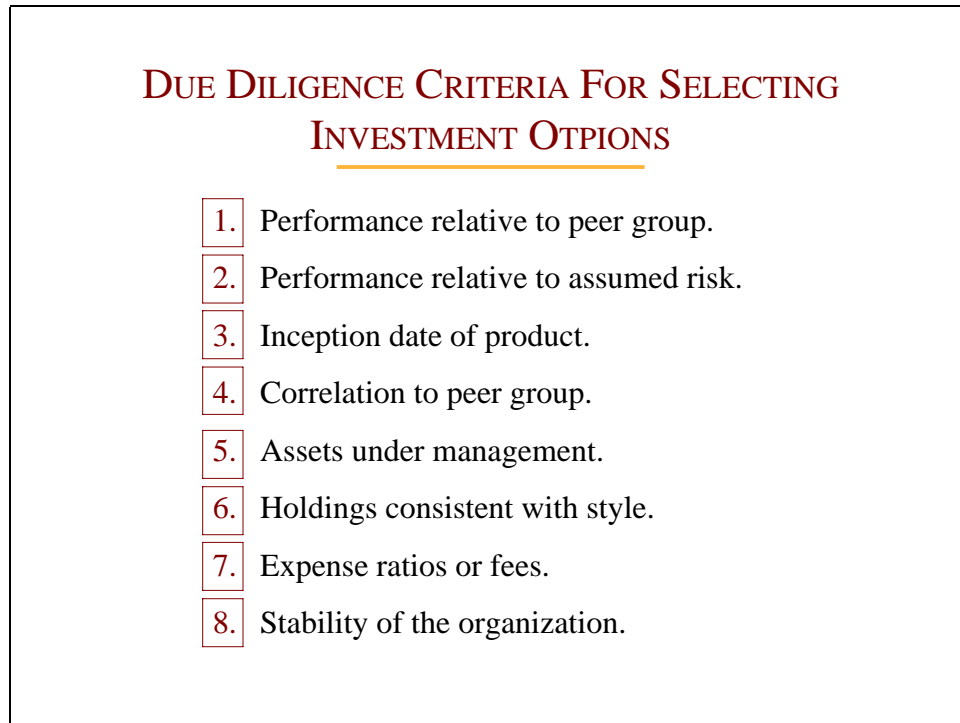 DUE DILIGENCE CRITERIA FOR SELECTING
INVESTMENT OTPIONS
1. Performance relative to peer group.
2. Performance relative to assumed risk.
3. Inception date of product.
4. Correlation to peer group.
5. Assets under management.
6. Holdings consistent with style.
7. Expense ratios or fees.
8. Stability of the organization.